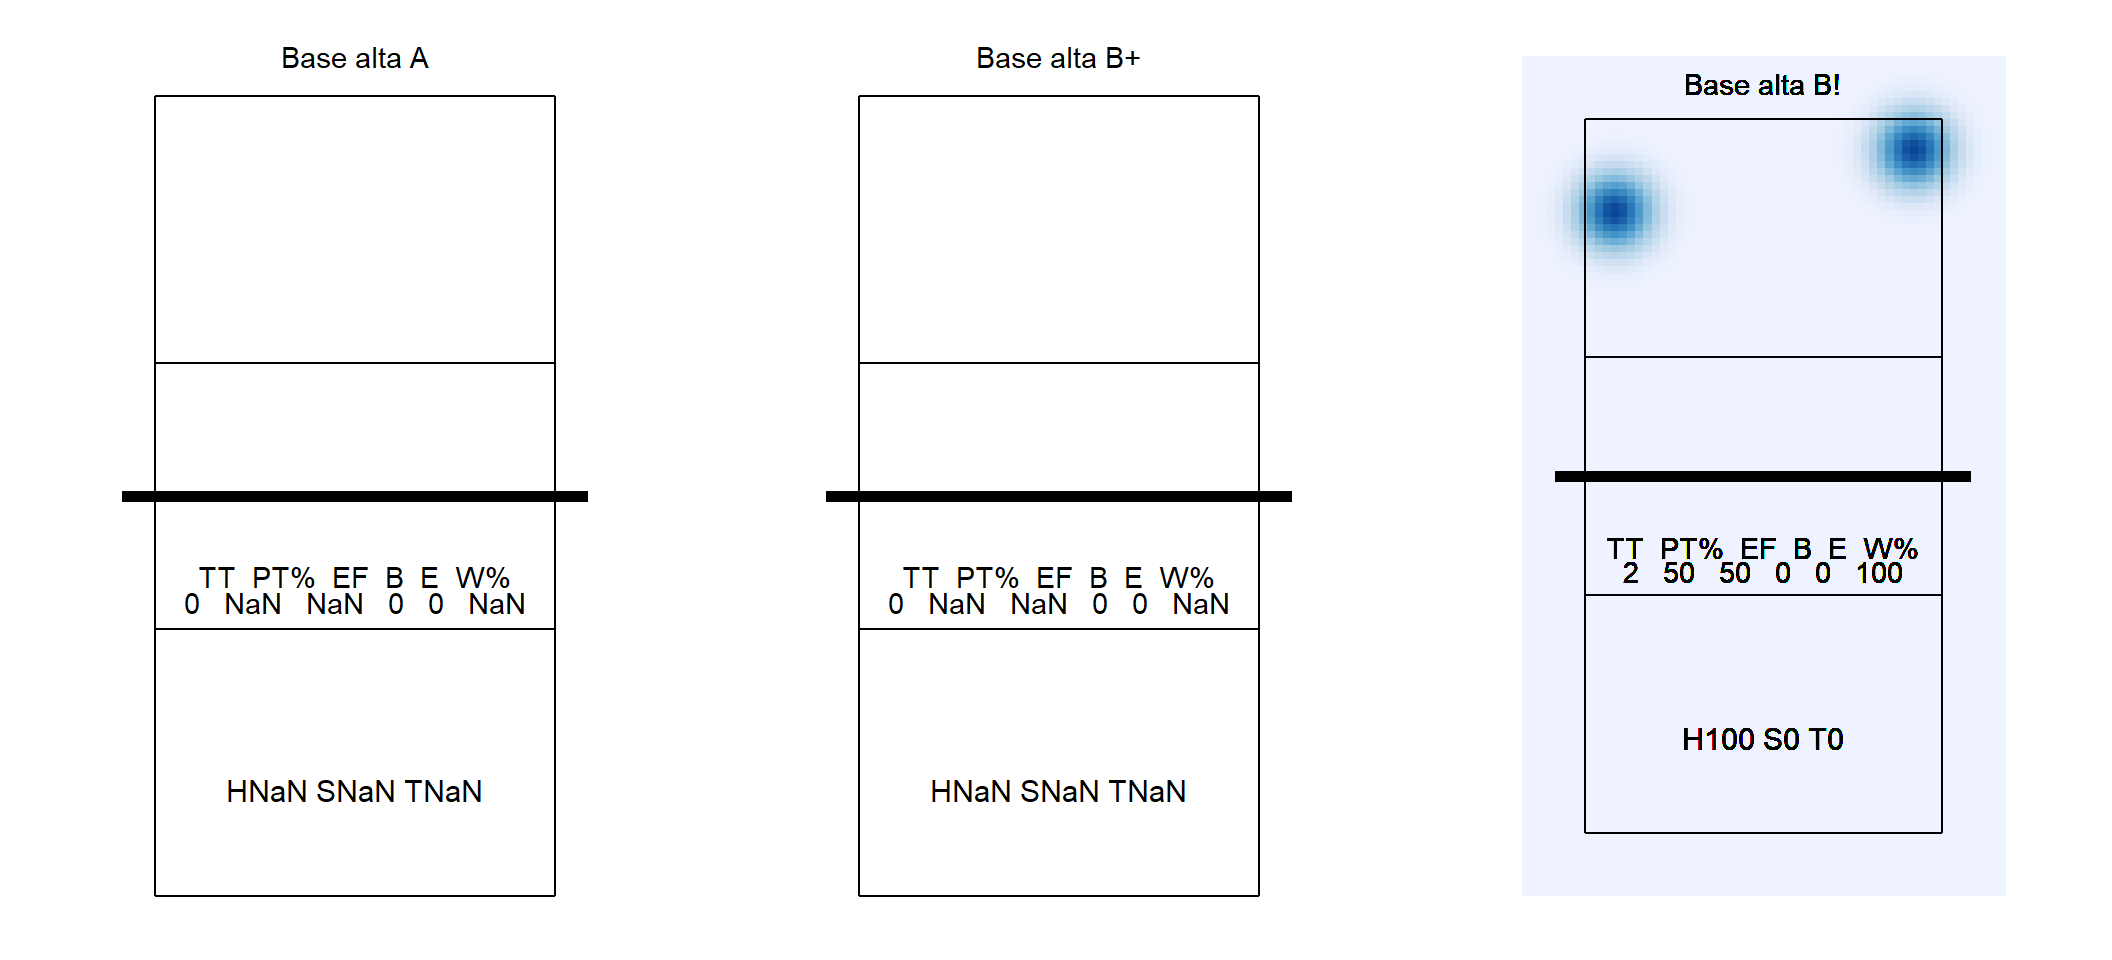 Base alta A
TT PT% EF B E W%
0 NaN NaN 0 0 NaN
HNaN SNaN TNaN
Base alta B+
TT PT% EF B E W%
0 NaN NaN 0 0 NaN
HNaN SNaN TNaN
Base alta B!
TT PT% EF B E W%
2 50 50 0 0 100
H100 S0 T0